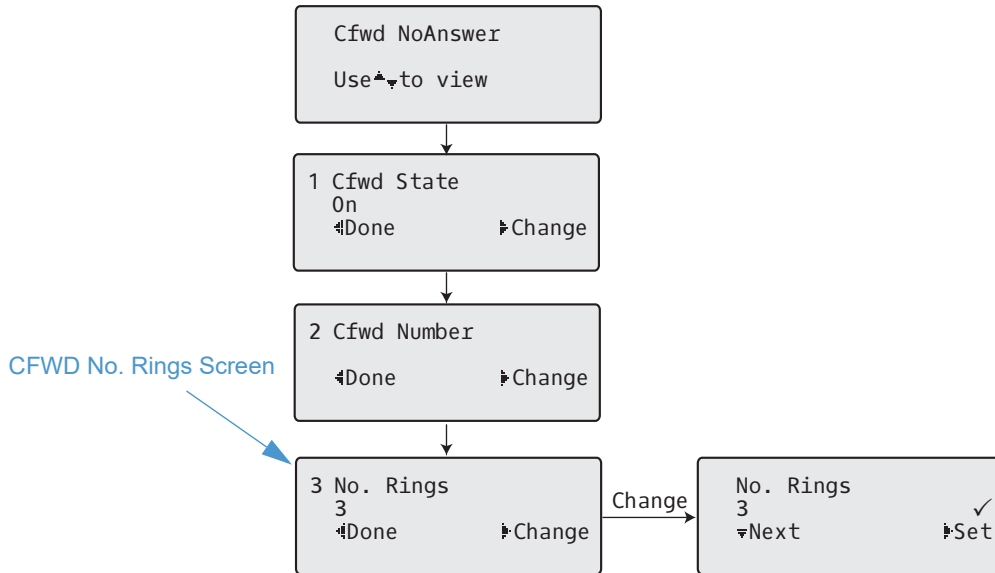 Cfwd NoAnswer
Use to view
1 Cfwd State
On
Done Change
2 Cfwd Number
Done Change
CFWD No. Rings Screen
3 No. Rings
3
Done Change
Change
No. Rings
3 ✓
Next Set